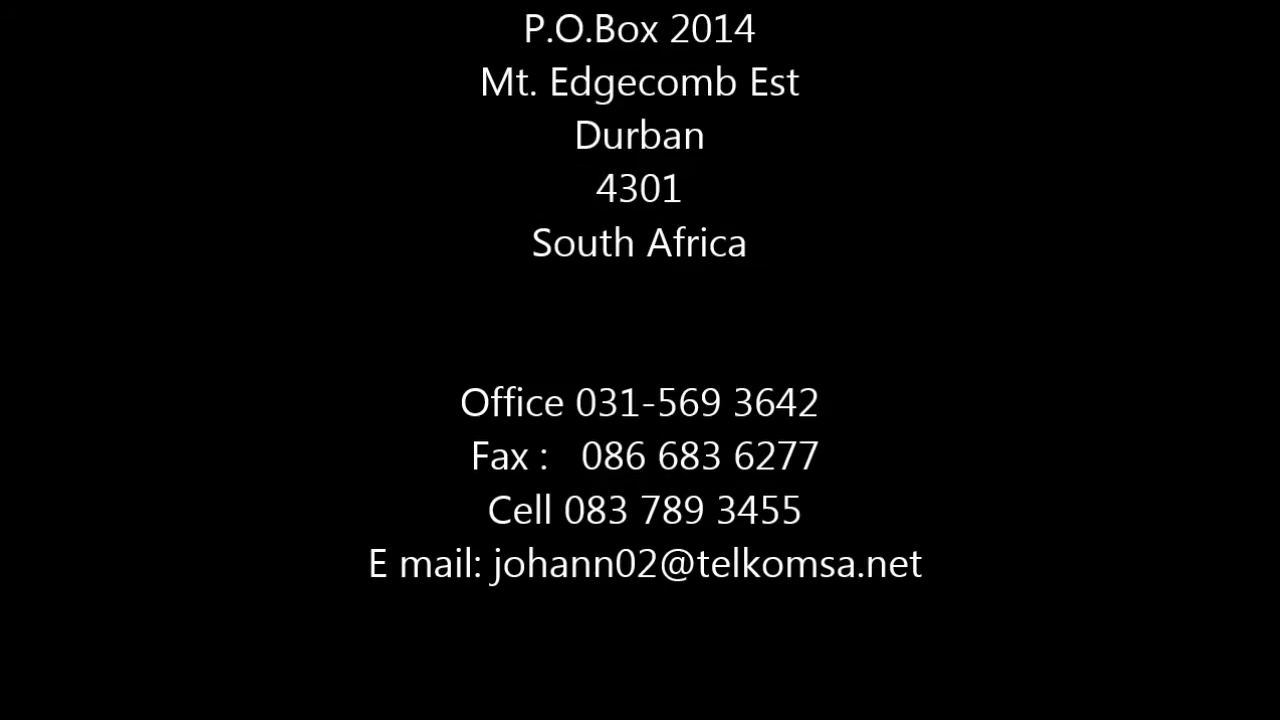 P.O.Box 2014
Mt. Edgecomb Est
Durban
4301
South Africa
Office 031-569 3642
Fax :   086 683 6277
Cell 083 789 3455
E mail: johann02@telkomsa.net